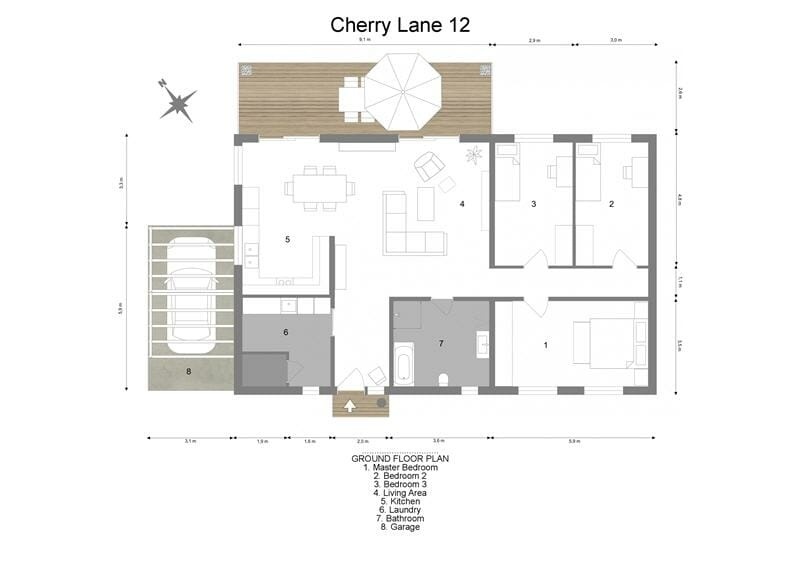 Cherry Lane 12
9,1 m
2,9 m
3,0 m
N
2,6 m
3,3 m
4,8 m
3
2
4
5
5,9 m
1,1 m
6
7
1
3,5 m
8
3,1 m
1,9 m
1,6 m
2,0 m
3,6 m
5,9 m
GROUND FLOOR PLAN
1. Master Bedroom
2. Bedroom 2
3. Bedroom 3
4. Living Area
5. Kitchen
6. Laundry
7. Bathroom
8. Garage